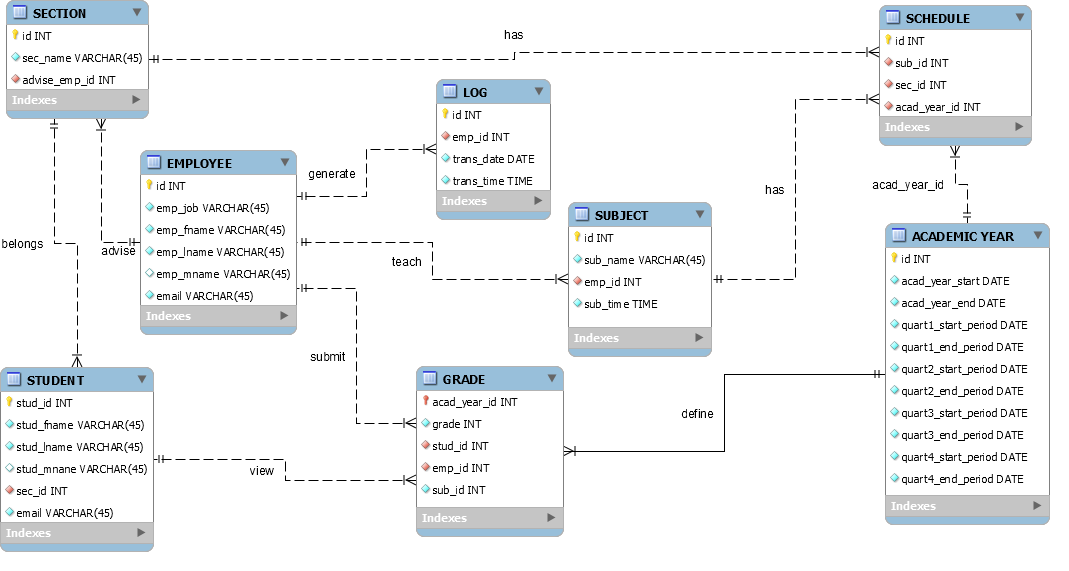 SECTION
id INT
sec_name VARCHAR(45)
advise_emp_id INT
Indexes
has
SCHEDULE
id INT
sub_id INT
sec_id INT
acad_year_id INT
Indexes
LOG
id INT
emp_id INT
trans_date DATE
trans_time TIME
Indexes
EMPLOYEE
id INT
emp_job VARCHAR(45)
emp_fname VARCHAR(45)
emp_lname VARCHAR(45)
emp_mname VARCHAR(45)
email VARCHAR(45)
Indexes
generate
belongs
advise
teach
submit
SUBJECT
id INT
sub_name VARCHAR(45)
emp_id INT
sub_time TIME
Indexes
has
acad_year_id
ACADEMIC YEAR
id INT
acad_year_start DATE
acad_year_end DATE
quart1_start_period DATE
quart1_end_period DATE
quart2_start_period DATE
quart2_end_period DATE
quart3_start_period DATE
quart3_end_period DATE
quart4_start_period DATE
quart4_end_period DATE
Indexes
STUDENT
stud_id INT
stud_fname VARCHAR(45)
stud_lname VARCHAR(45)
stud_mnane VARCHAR(45)
sec_id INT
email VARCHAR(45)
Indexes
view
GRADE
acad_year_id INT
grade INT
stud_id INT
emp_id INT
sub_id INT
Indexes
define